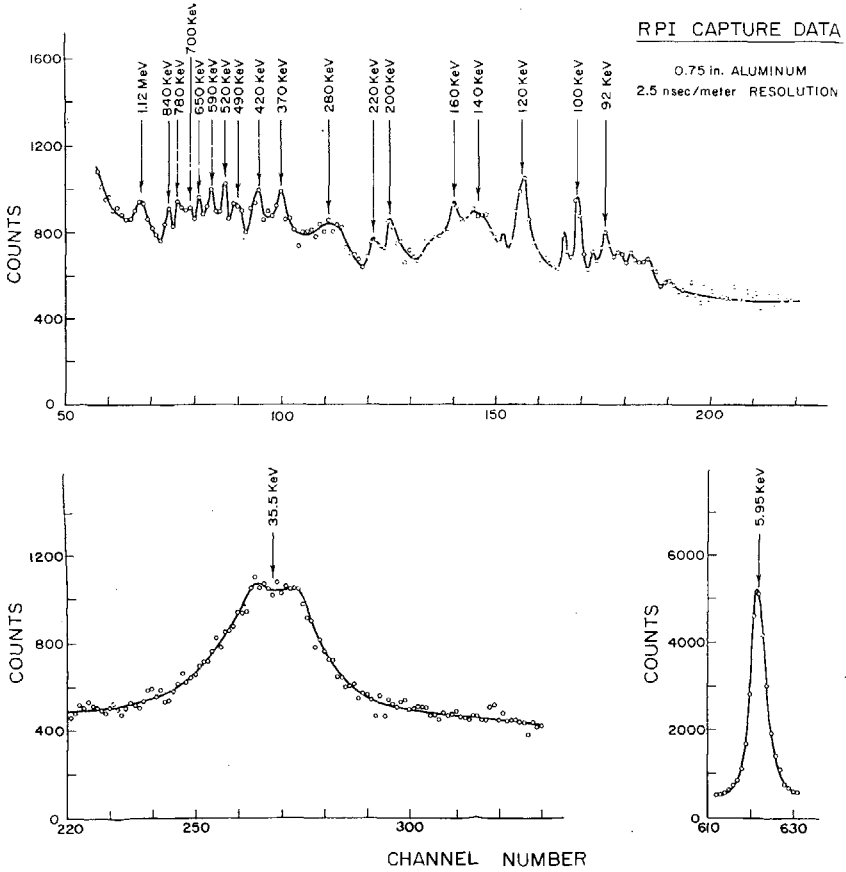 RPI CAPTURE DATA
0.75 in. ALUMINUM
2.5 nsec/meter RESOLUTION
1.12 MeV
840 KeV
780 KeV
700 KeV
650 KeV
590 KeV
520 KeV
490 KeV
420 KeV
370 KeV
280 KeV
220 KeV
200 KeV
160 KeV
140 KeV
120 KeV
100 KeV
92 KeV
COUNTS
1600
1200
800
400
0
50
100
150
200
35.5 KeV
COUNTS
1200
800
400
0
220
250
300
5.95 KeV
COUNTS
6000
4000
2000
0
610
630
CHANNEL NUMBER